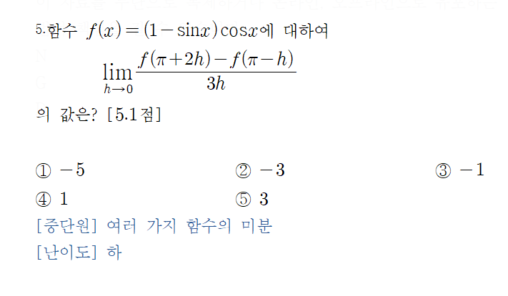 5.함수 f(x)=(1−sinx)cosx에 대하여
lim h→0 f(π+2h)−f(π−h) / 3h
의 값은? [5.1점]
① −5 ② −3 ③ −1
④ 1 ⑤ 3
[중단원] 여러 가지 함수의 미분
[난이도] 하